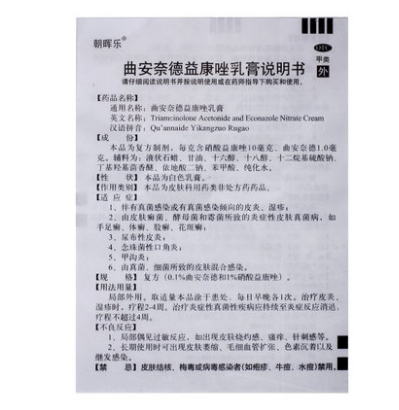 朝晖乐
OTC
甲类
外
曲安奈德益康唑乳膏说明书
请仔细阅读说明书并按说明使用或在药师指导下购买和使用。
【药品名称】
通用名称：曲安奈德益康唑乳膏
英文名称：Triamcinolone Acetonide and Econazole Nitrate Cream
汉语拼音：Qu'annaide Yikangzuo Rugao
【成　份】
本品为复方制剂，每克含硝酸益康唑10毫克、曲安奈德1.0毫
克。辅料为：液状石蜡、甘油、十六醇、十八醇、十二烷基硫酸钠、
丁基羟基茴香醚、依地酸二钠、苯甲酸、纯化水。
【性　状】本品为白色乳膏。
【作用类别】本品为皮肤科用药类非处方药药品。
【适 应 症】
1、伴有真菌感染或有真菌感染倾向的皮炎、湿疹；
2、由皮肤癣菌、酵母菌和霉菌所致的炎症性皮肤真菌病，如
手足癣、体癣、股癣、花斑癣；
3、尿布性皮炎；
4、念珠菌性口角炎；
5、甲沟炎；
6、由真菌、细菌所致的皮肤混合感染。
【规　格】复方（0.1%曲安奈德和1%硝酸益康唑）。
【用法用量】
局部外用。取适量本品涂于患处，每日早晚各1次。治疗皮炎、
湿疹时，疗程2-4周。治疗炎症性真菌性疾病应持续至炎症反应消退，
疗程不超过4周。
【不良反应】
1、局部偶见过敏反应，如出现皮肤烧灼感、瘙痒、针刺感等。
2、长期使用时可出现皮肤萎缩、毛细血管扩张、色素沉着以及
继发感染。
【禁　忌】皮肤结核、梅毒或病毒感染者（如疱疹、牛痘、水痘）禁用。